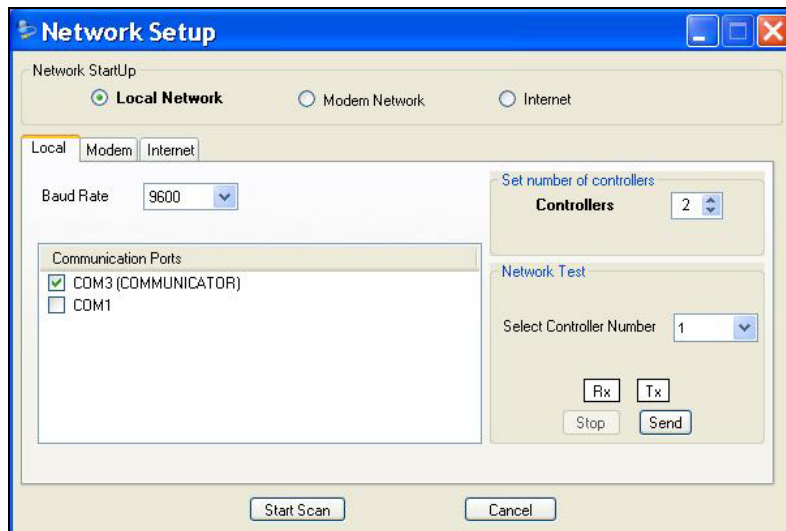 Network Setup
Network StartUp
Local Network
Modem Network
Internet
Local
Modem
Internet
Baud Rate
9600
Communication Ports
COM3 (COMMUNICATOR)
COM1
Set number of controllers
Controllers
2
Network Test
Select Controller Number
1
Rx
Tx
Stop
Send
Start Scan
Cancel